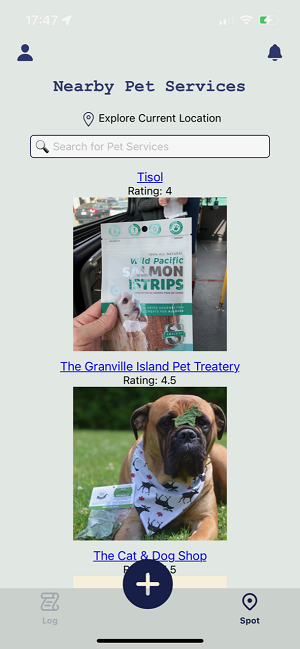 17:47
Nearby Pet Services
Explore Current Location
Search for Pet Services
Tisol
Rating: 4
100% ALL NATURAL
Wild Pacific
SALMON
STRIPS
The Granville Island Pet Treatery
Rating: 4.5
The Cat & Dog Shop
5
Log
Spot